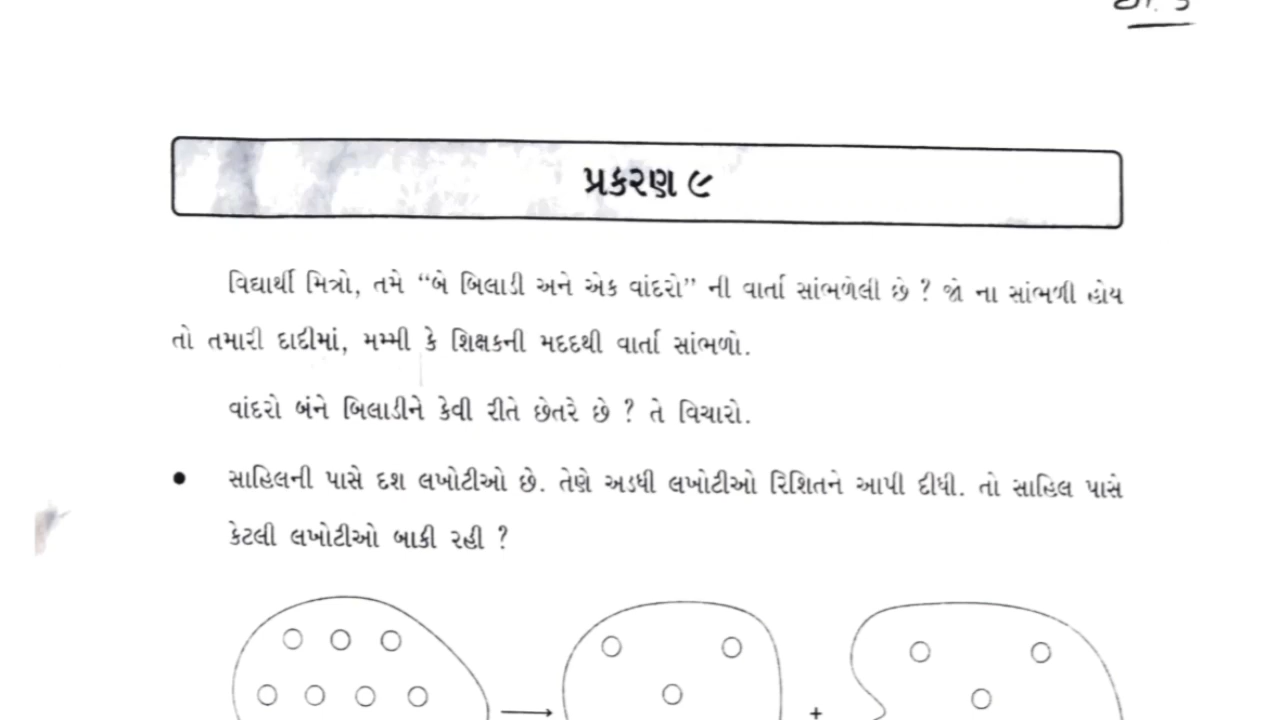 પ્રકરણ ૯
વિદ્યાર્થી મિત્રો, તમે “બે બિલાડી અને એક વાંદરો” ની વાર્તા સાંભળેલી છે ? જો ના સાંભળી હોય
તો તમારી દાદીમાં, મમ્મી કે શિક્ષકની મદદથી વાર્તા સાંભળો.
વાંદરો બંને બિલાડીને કેવી રીતે છેતરે છે ? તે વિચારો.
● સાહિલની પાસે દશ લખોટીઓ છે. તેણે અડધી લખોટીઓ રિશિતને આપી દીધી. તો સાહિલ પાસે
કેટલી લખોટીઓ બાકી રહી ?
+